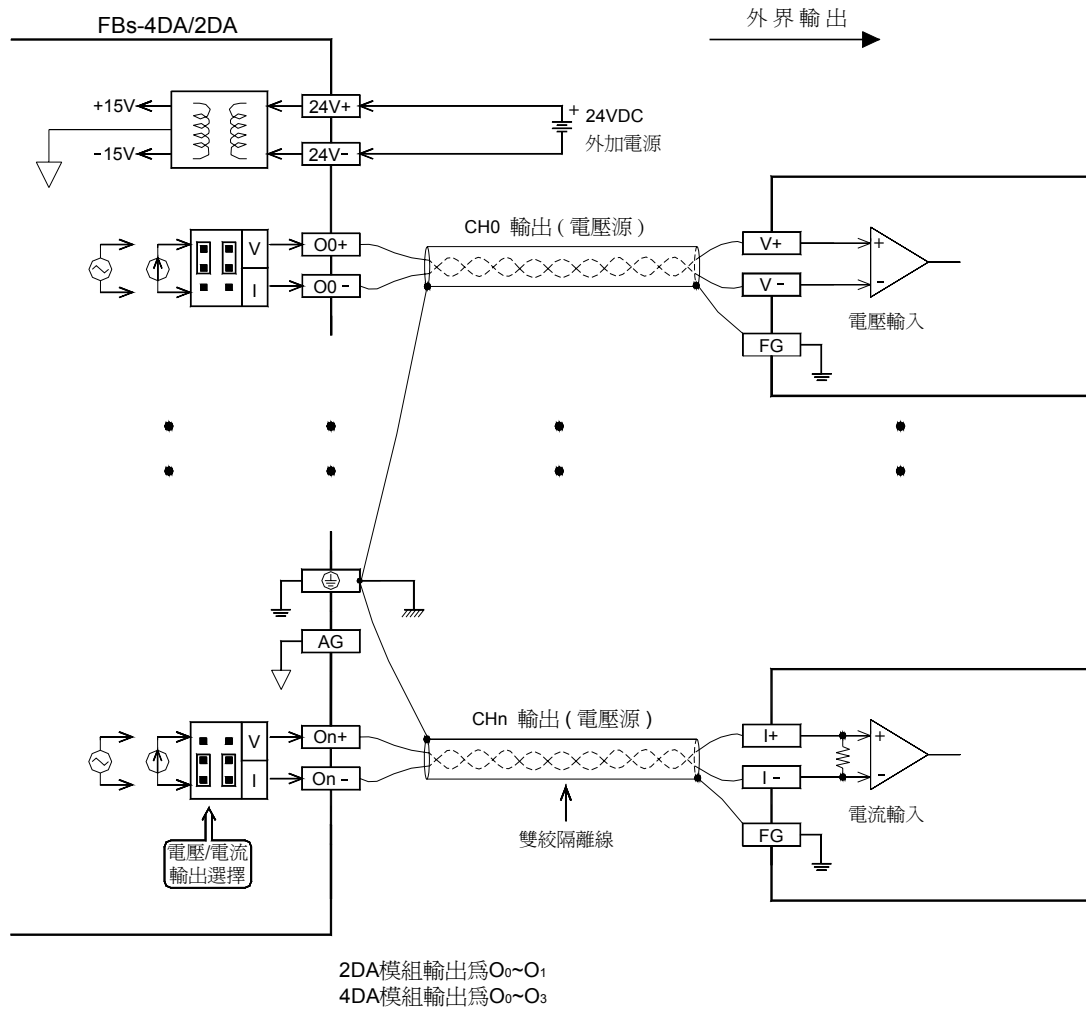 FBs-4DA/2DA
外界輸出
+15V
-15V
24V+
24V-
+ 24VDC
外加電源
CH0 輸出 ( 電壓源 )
V
I
O0+
O0-
V+
V-
FG
+
-
電壓輸入
AG
CHn 輸出 ( 電壓源 )
V
I
On+
On-
I+
I-
FG
+
-
電流輸入
雙絞隔離線
電壓/電流
輸出選擇
2DA模組輸出爲O0~O1
4DA模組輸出爲O0~O3